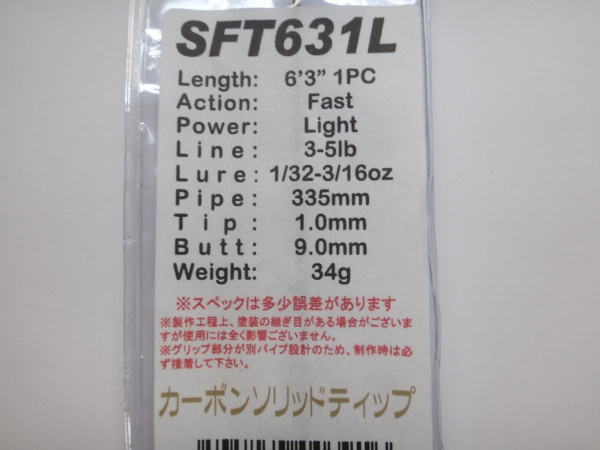 SFT631L
Length: 6'3" 1PC
Action: Fast
Power: Light
Line: 3-5lb
Lure: 1/32-3/16oz
Pipe: 335mm
Tip: 1.0mm
Butt: 9.0mm
Weight: 34g
※スペックは多少誤差があります
※製作工程上、塗装の継ぎ目がある場合がございま
すが使用には全く影響ございません。
※グリップ部分が別パイプ設計のため、制作時は必
ず接着して下さい。
カーボンソリッドティップ